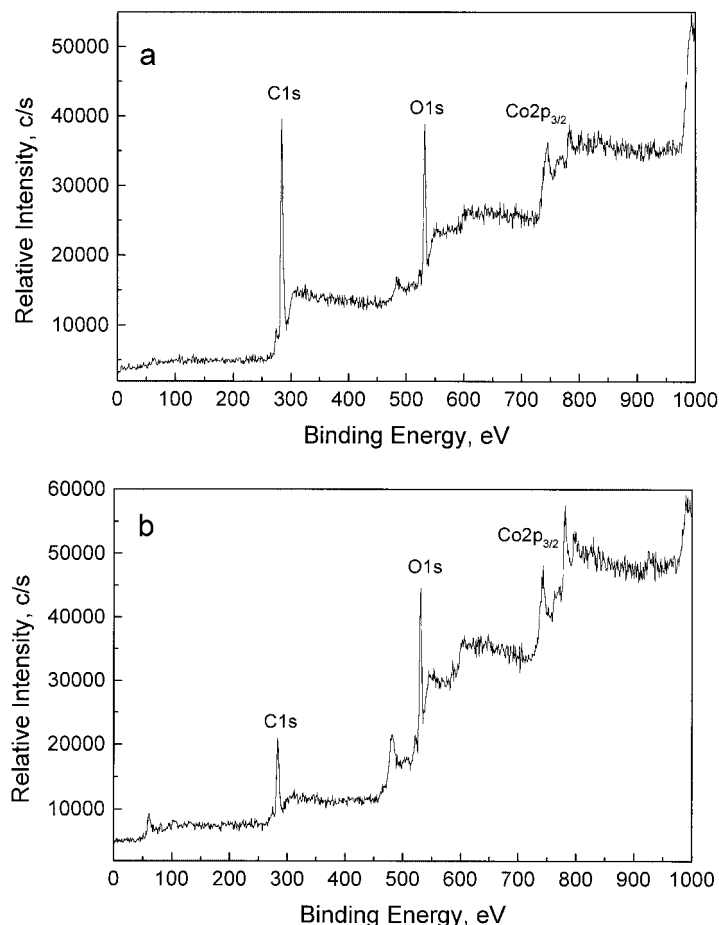 a
C1s
O1s
Co2p3/2
50000
40000
30000
20000
10000
Relative Intensity, c/s
0 100 200 300 400 500 600 700 800 900 1000
Binding Energy, eV
b
C1s
O1s
Co2p3/2
60000
50000
40000
30000
20000
10000
Relative Intensity, c/s
0 100 200 300 400 500 600 700 800 900 1000
Binding Energy, eV